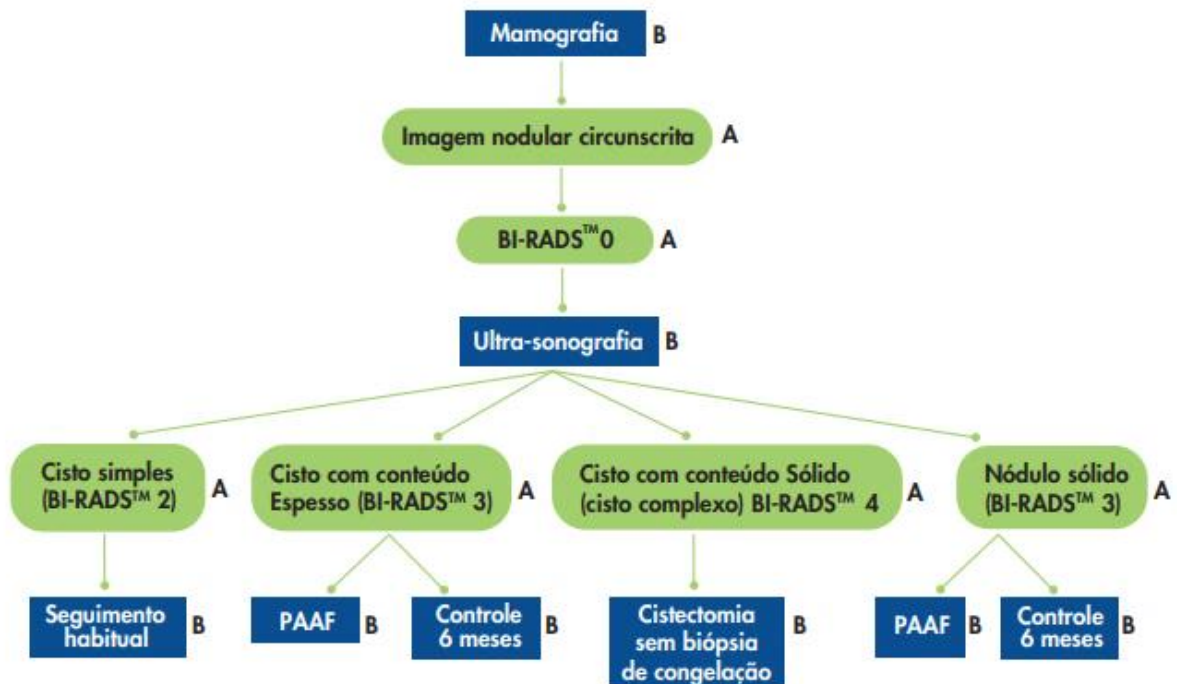 Mamografia B
Imagem nodular circunscrita A
BI-RADS™ 0 A
Ultra-sonografia B
Cisto simples
(BI-RADS™ 2) A
Cisto com conteúdo
Espesso (BI-RADS™ 3) A
Cisto com conteúdo Sólido
(cisto complexo) BI-RADS™ 4 A
Nódulo sólido
(BI-RADS™ 3) A
Seguimento
habitual B
PAAF B
Controle
6 meses B
Cistectomia
sem biópsia
de congelação B
PAAF B
Controle
6 meses B